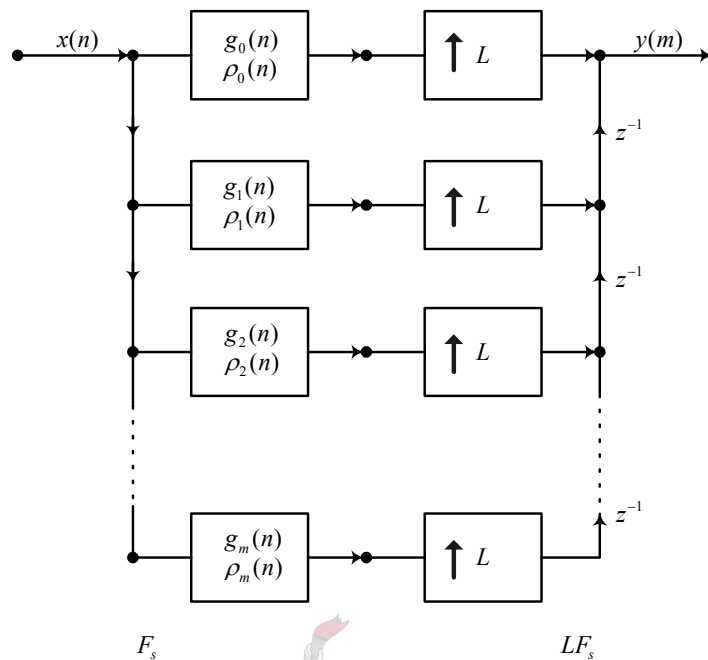 x(n)
g₀(n)
ρ₀(n)
L
y(m)
z⁻¹
g₁(n)
ρ₁(n)
L
z⁻¹
g₂(n)
ρ₂(n)
L
z⁻¹
gₘ(n)
ρₘ(n)
L
Fₛ
LFₛ